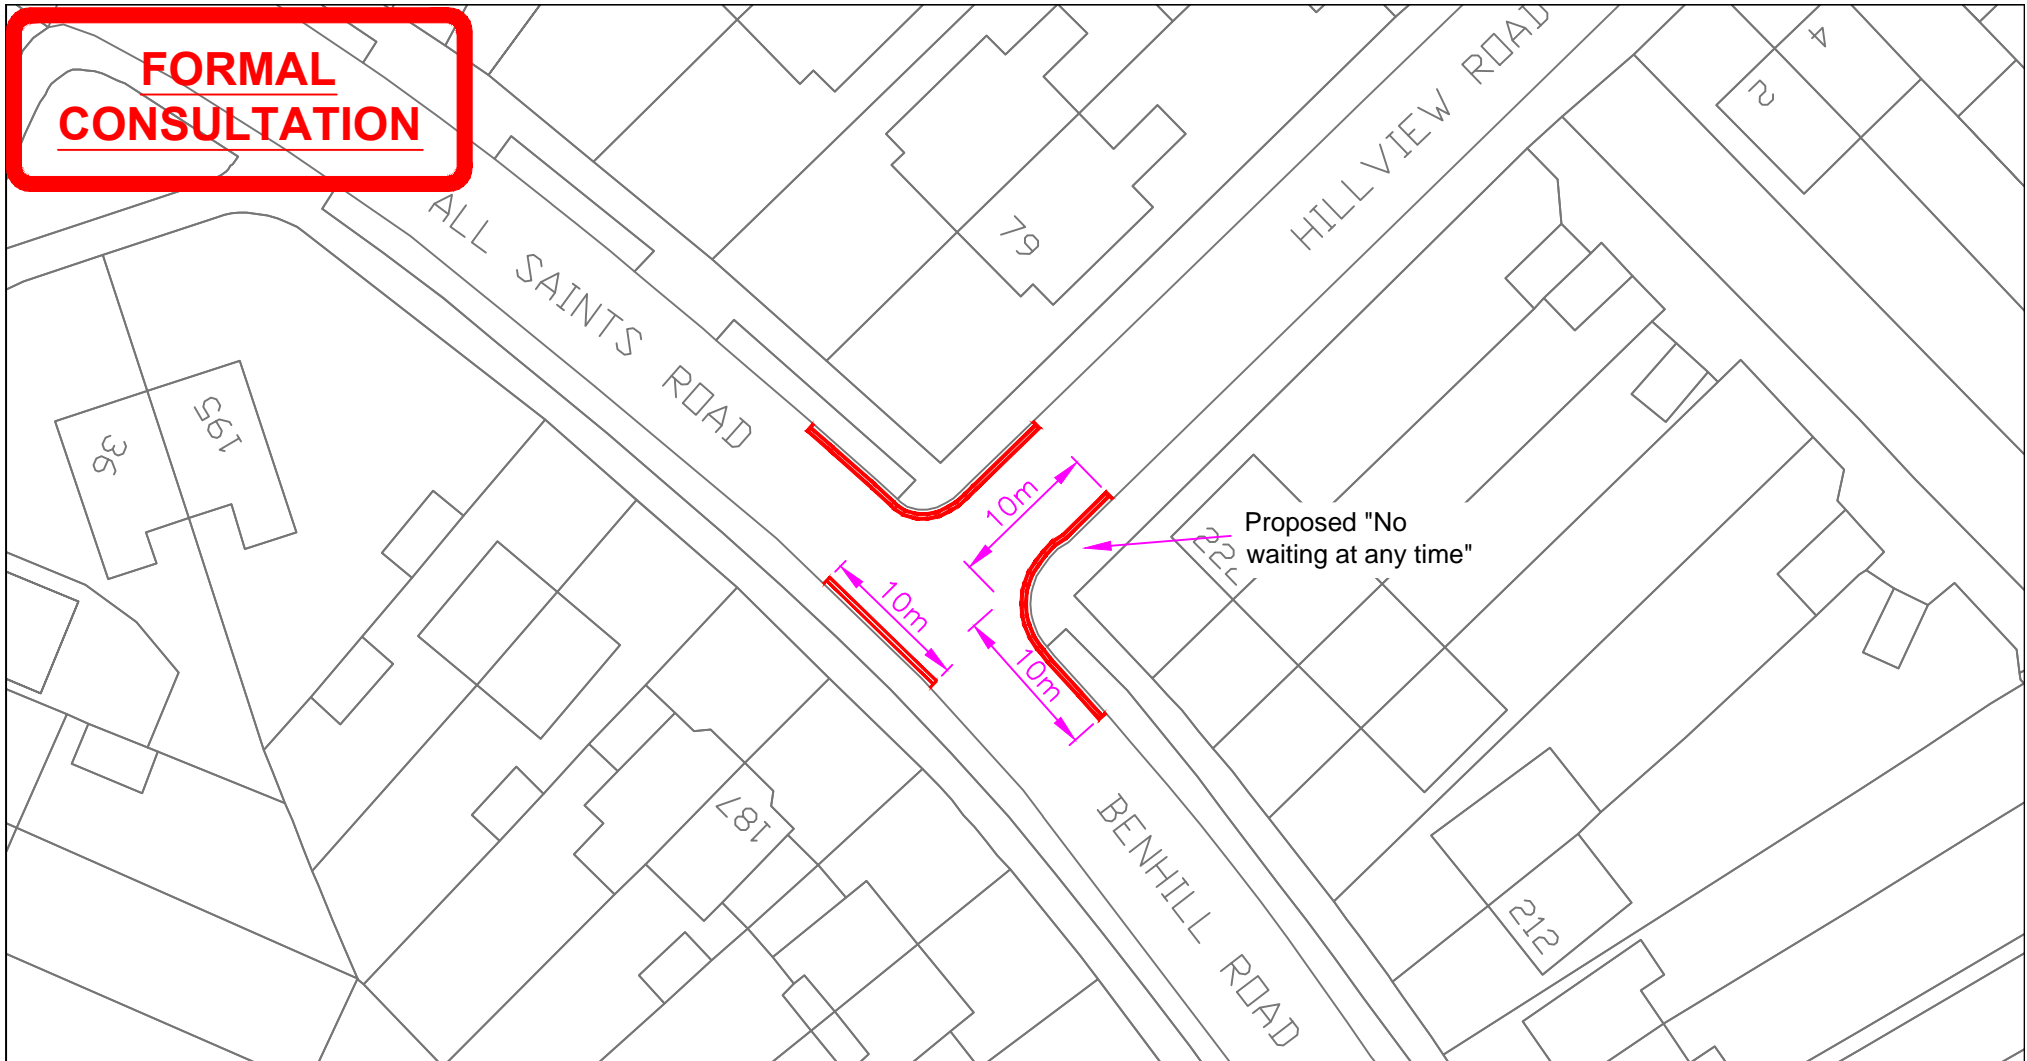 FORMAL
CONSULTATION
ALL SAINTS ROAD
HILLVIEW ROAD
4
2
79
195
36
10m
10m
10m
Proposed "No
waiting at any time"
187
BENHILL ROAD
212